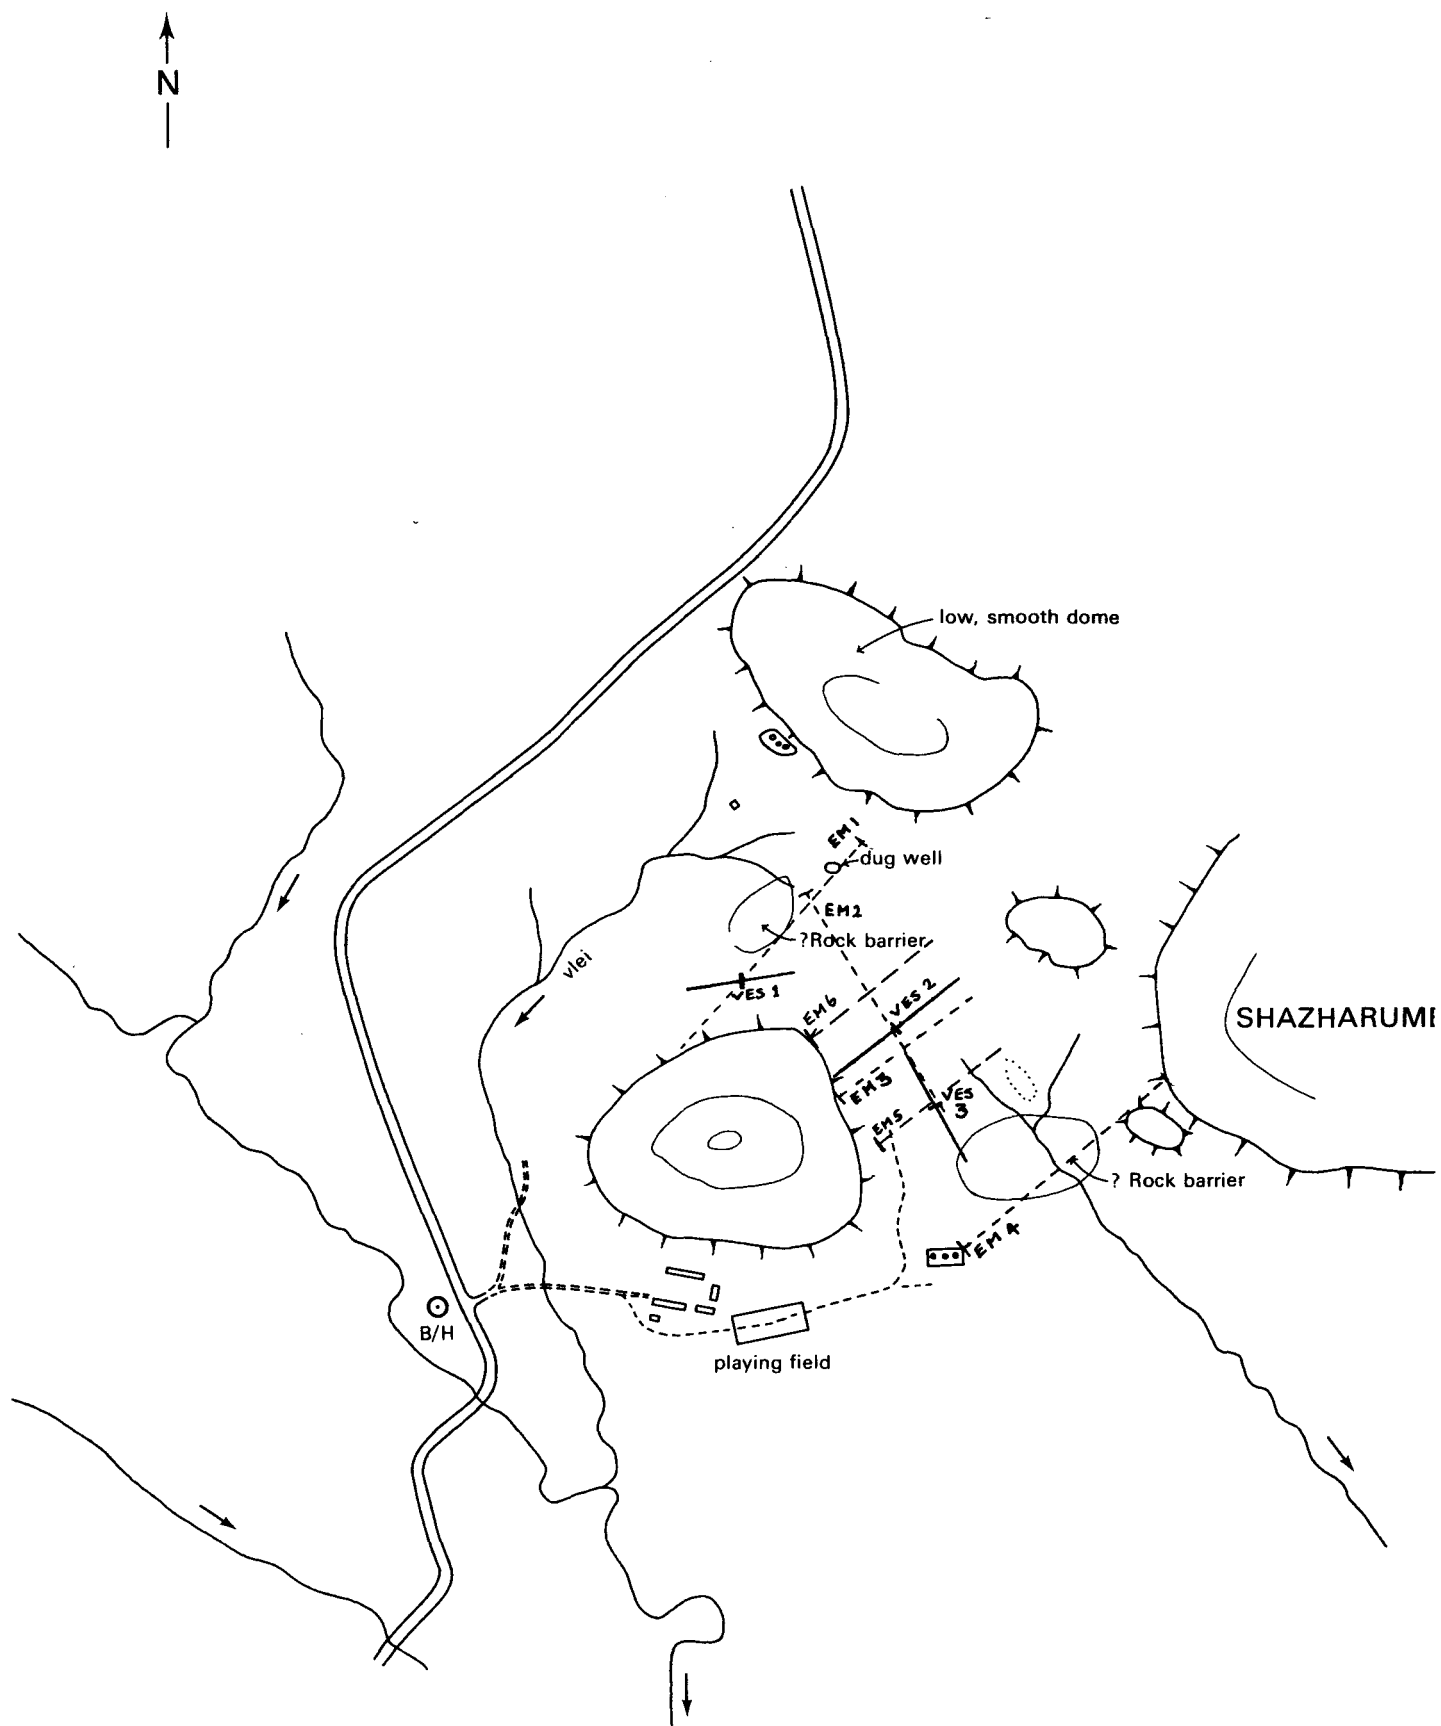 N
low, smooth dome
EM1
dug well
EM2
?Rock barrier
vlei
VES 1
EM6
VES 2
SHAZHARUMI
EM3
VES
3
EM5
? Rock barrier
EM4
B/H
playing field